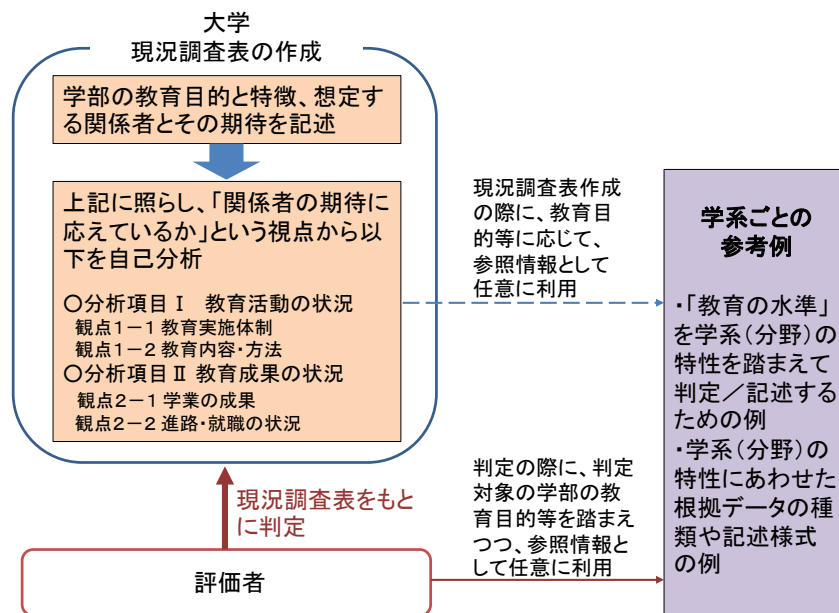 大学
現況調査表の作成
学部の教育目的と特徴、想定す
る関係者とその期待を記述
上記に照らし、「関係者の期待に
応えているか」という視点から以
下を自己分析
○分析項目Ⅰ　教育活動の状況
観点1－1 教育実施体制
観点1－2 教育内容・方法
○分析項目Ⅱ 教育成果の状況
観点2－1 学業の成果
観点2－2 進路・就職の状況
現況調査表をもと
に判定
評価者
現況調査表作成
の際に、教育目
的等に応じて、
参照情報として
任意に利用
判定の際に、判定
対象の学部の教
育目的等を踏まえ
つつ、参照情報と
して任意に利用
学系ごとの
参考例
・「教育の水準」
を学系(分野)の
特性を踏まえて
判定／記述する
ための例
・学系(分野)の
特性にあわせた
根拠データの種
類や記述様式
の例